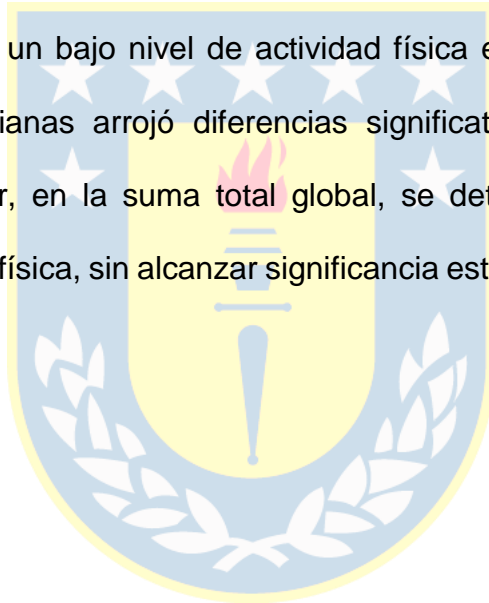 un bajo nivel de actividad física e
ianas arrojó diferencias significat
r, en la suma total global, se det
física, sin alcanzar significancia est